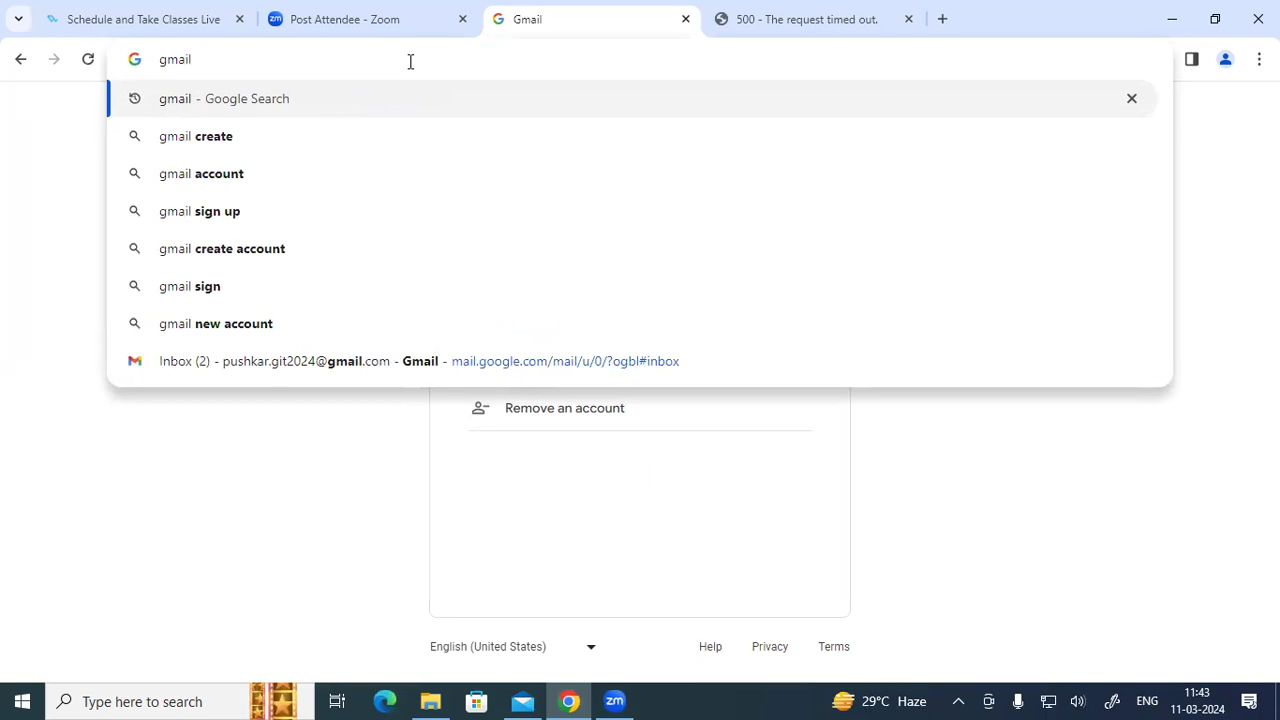 Schedule and Take Classes Live
zm Post Attendee - Zoom
Gmail
500 - The request timed out.
gmail
gmail - Google Search
gmail create
gmail account
gmail sign up
gmail create account
gmail sign
gmail new account
Inbox (2) - pushkar.git2024@gmail.com - Gmail - mail.google.com/mail/u/0/?ogbl#inbox
Remove an account
English (United States)
Help
Privacy
Terms
Type here to search
zm
29°C Haze
ENG
11:43
11-03-2024